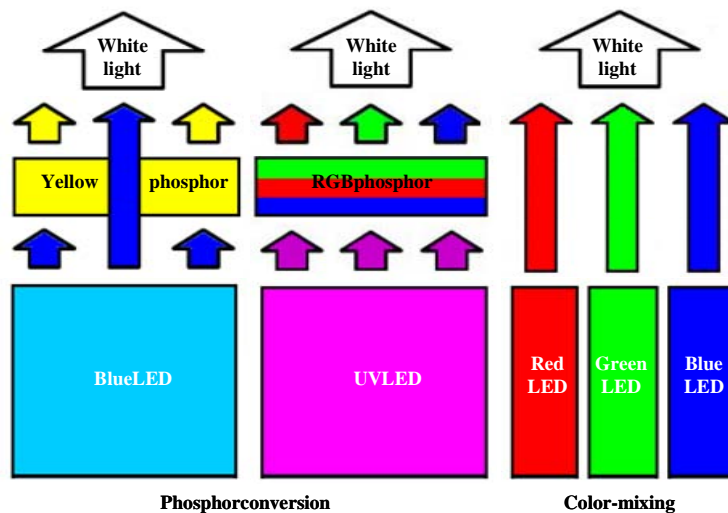 White
light
White
light
White
light
Yellow phosphor
RGBphosphor
BlueLED
UVLED
Red
LED
Green
LED
Blue
LED
Phosphorconversion
Color-mixing